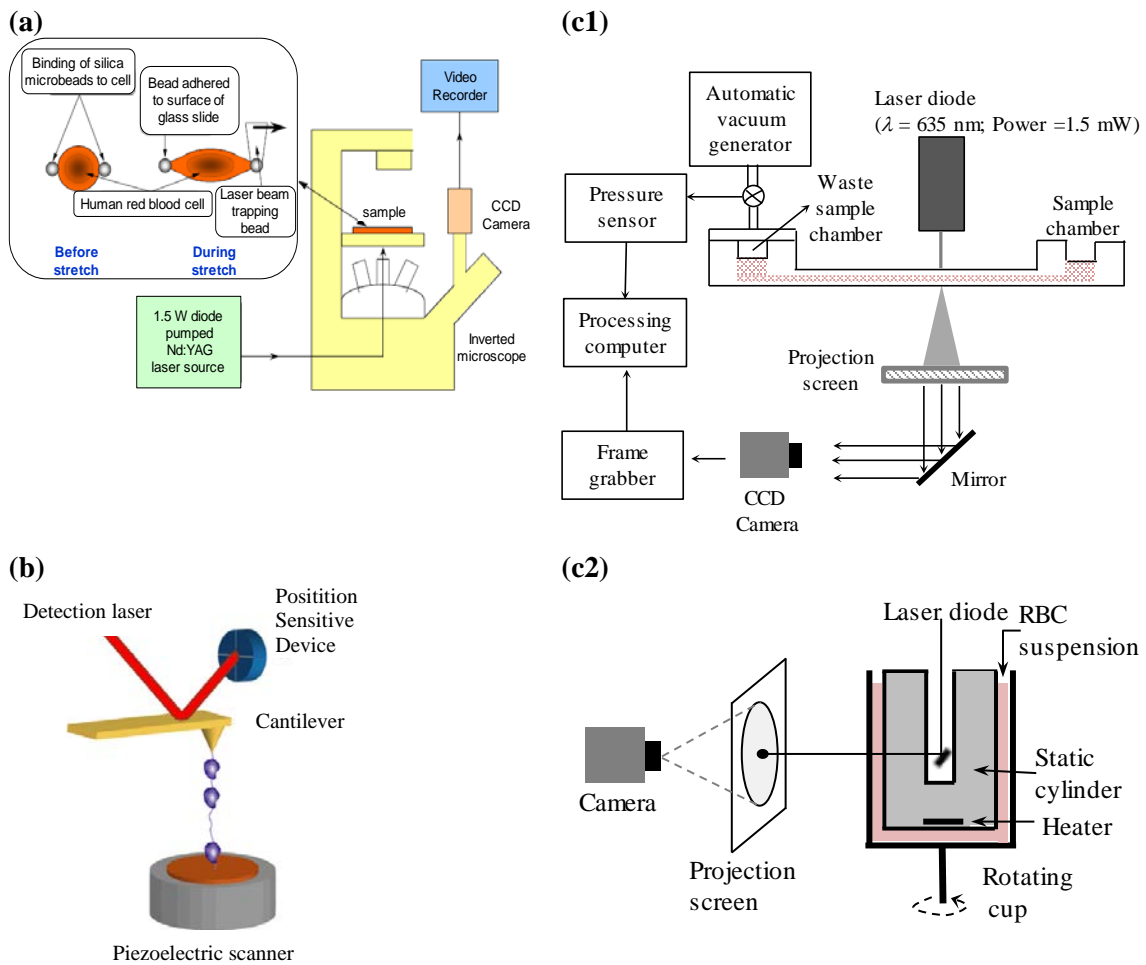 (a)
Binding of silica
microbeads to cell
Bead adhered
to surface of
glass slide
Human red blood cell
Laser beam
trapping
bead
Before
stretch
During
stretch
Video
Recorder
CCD
Camera
sample
1.5 W diode
pumped
Nd:YAG
laser source
Inverted
microscope
(c1)
Automatic
vacuum
generator
Laser diode
(λ = 635 nm; Power =1.5 mW)
Pressure
sensor
Waste
sample
chamber
Sample
chamber
Processing
computer
Projection
screen
Frame
grabber
CCD
Camera
Mirror
(b)
Detection laser
Positition
Sensitive
Device
Cantilever
Piezoelectric scanner
(c2)
Laser diode
RBC
suspension
Camera
Projection
screen
Static
cylinder
Heater
Rotating
cup